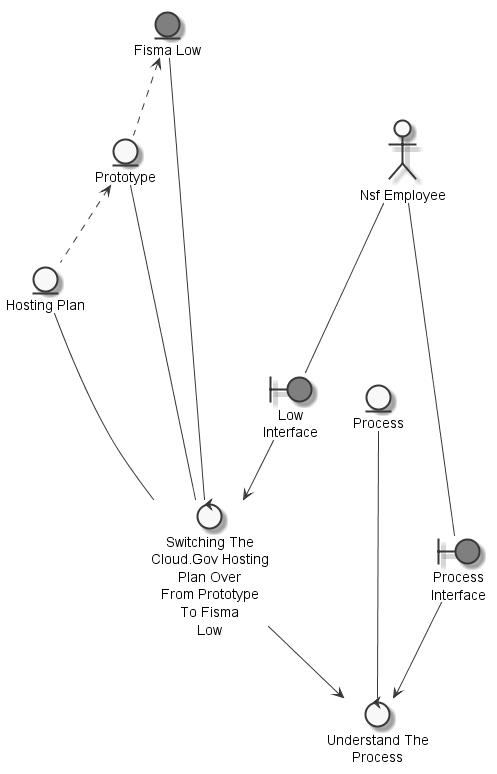 Fisma Low
Prototype
Nsf Employee
Hosting Plan
Low
Interface
Process
Switching The
Cloud.Gov Hosting
Plan Over
From Prototype
To Fisma
Low
Process
Interface
Understand The
Process